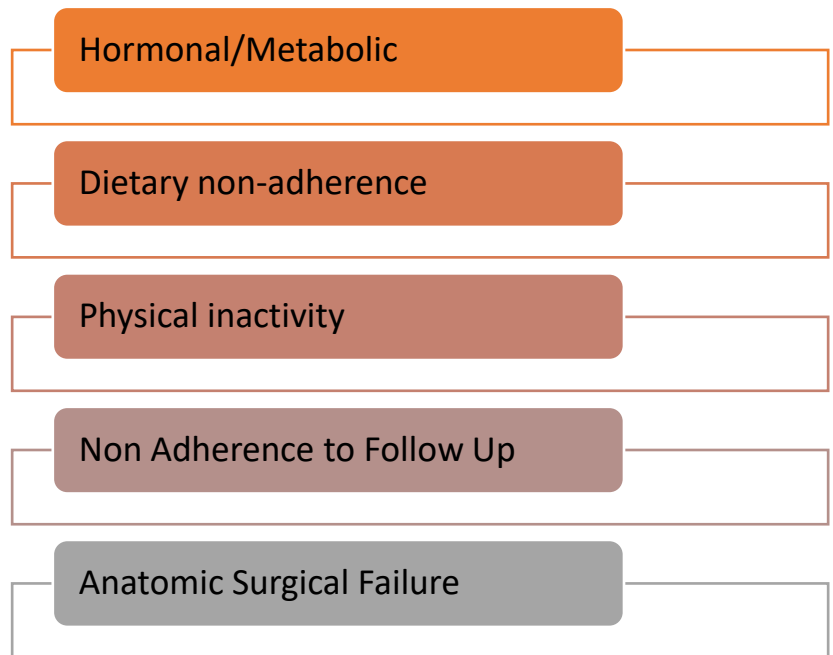 Hormonal/Metabolic
Dietary non-adherence
Physical inactivity
Non Adherence to Follow Up
Anatomic Surgical Failure